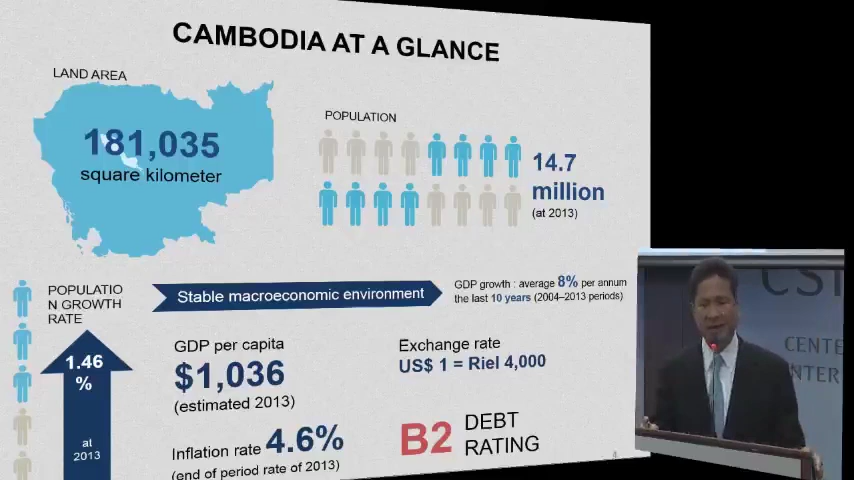 CAMBODIA AT A GLANCE
LAND AREA
181,035
square kilometer
POPULATION
14.7
million
(at 2013)
POPULATIO
N GROWTH
RATE
1.46
%
at
2013
Stable macroeconomic environment
GDP growth : average 8% per annum
the last 10 years (2004–2013 periods)
GDP per capita
$1,036
(estimated 2013)
Exchange rate
US$ 1 = Riel 4,000
Inflation rate 4.6%
(end of period rate of 2013)
B2 DEBT
RATING
CSI
CENTE
NTER